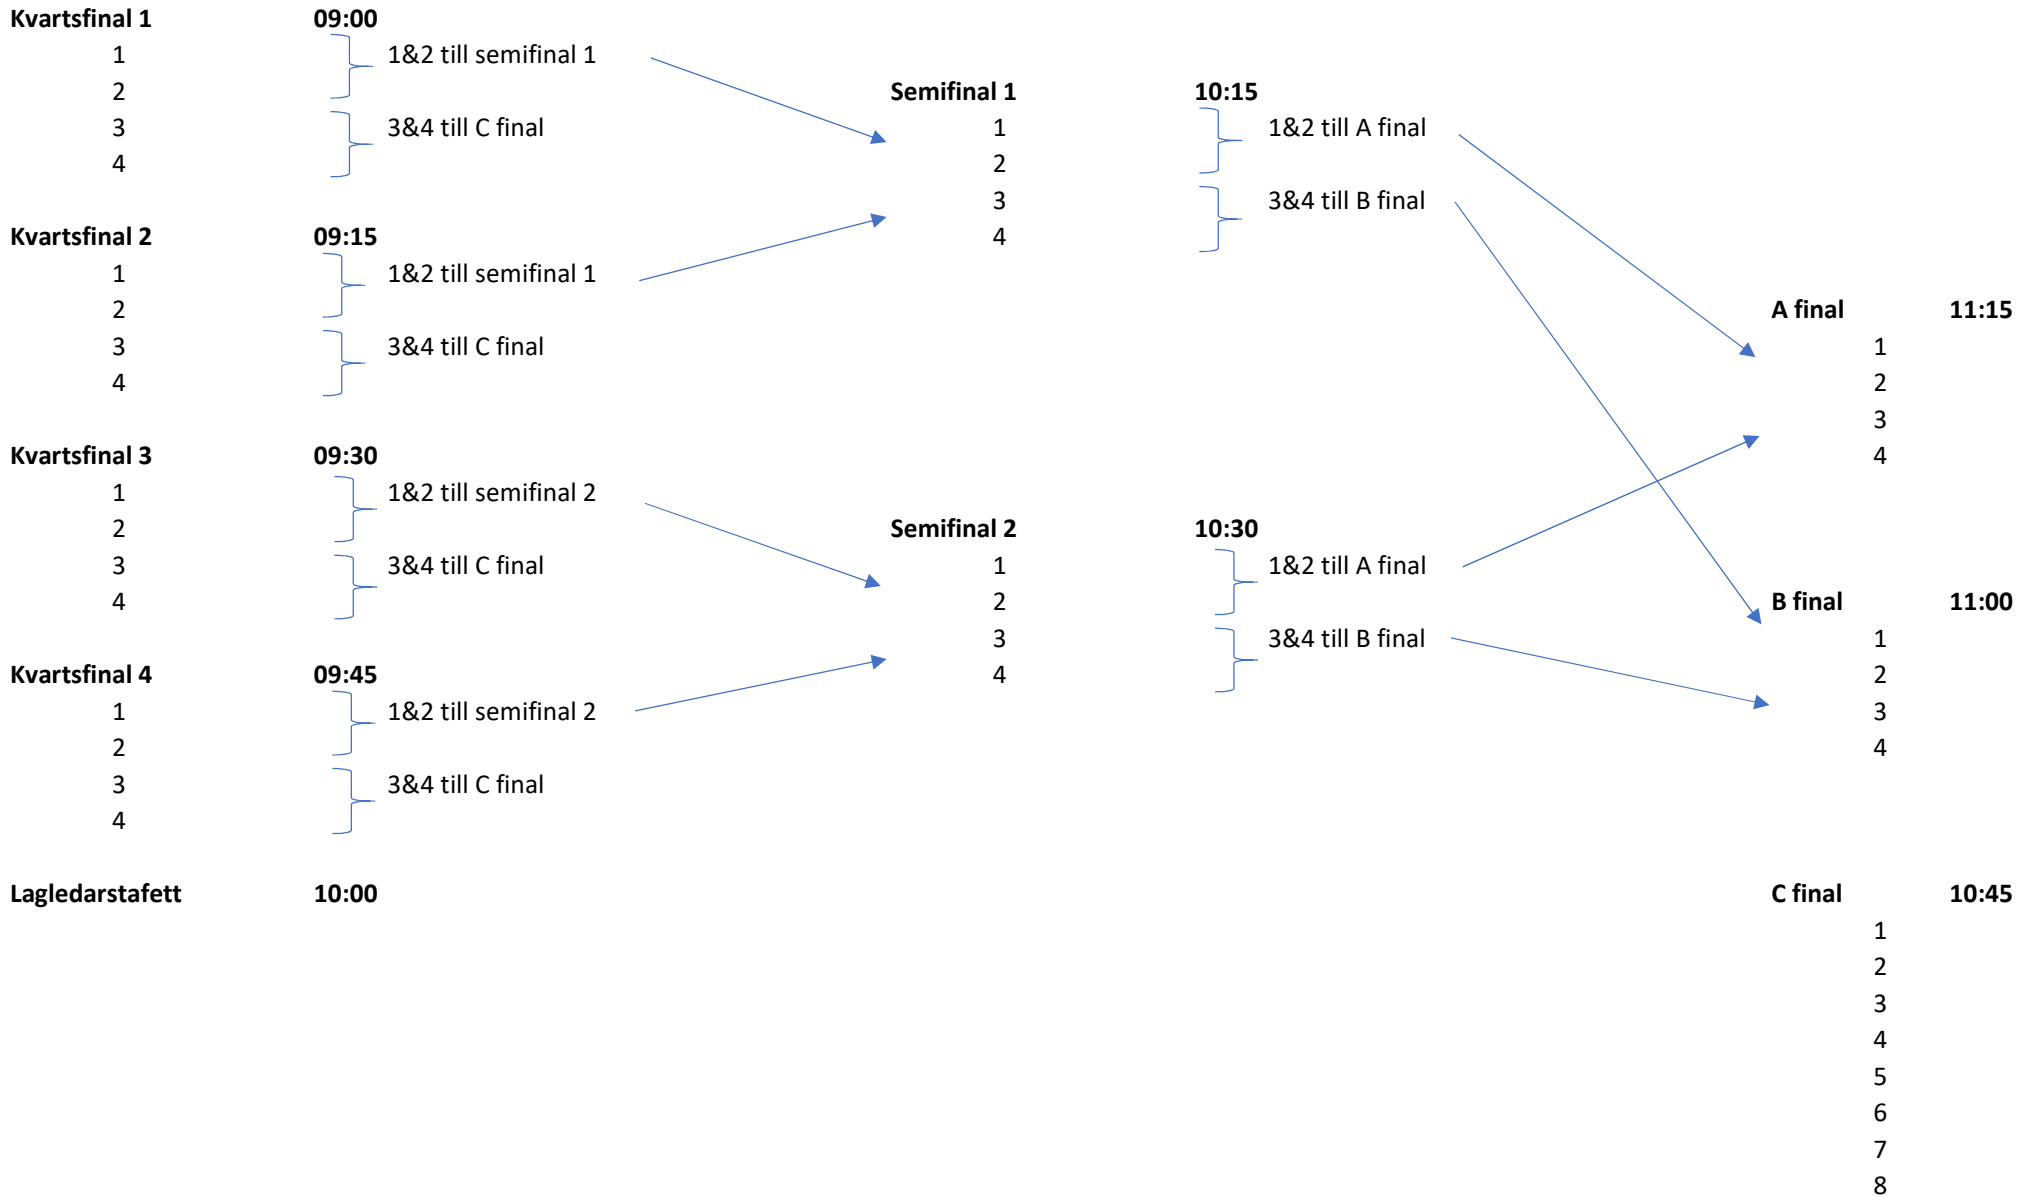 Kvartsfinal 1 09:00
1 1&2 till semifinal 1
2
3 3&4 till C final
4
Kvartsfinal 2 09:15
1 1&2 till semifinal 1
2
3 3&4 till C final
4
Kvartsfinal 3 09:30
1 1&2 till semifinal 2
2
3 3&4 till C final
4
Kvartsfinal 4 09:45
1 1&2 till semifinal 2
2
3 3&4 till C final
4
Lagledarstafett 10:00
Semifinal 1 10:15
1 1&2 till A final
2
3 3&4 till B final
4
Semifinal 2 10:30
1 1&2 till A final
2
3 3&4 till B final
4
A final 11:15
1
2
3
4
B final 11:00
1
2
3
4
C final 10:45
1
2
3
4
5
6
7
8